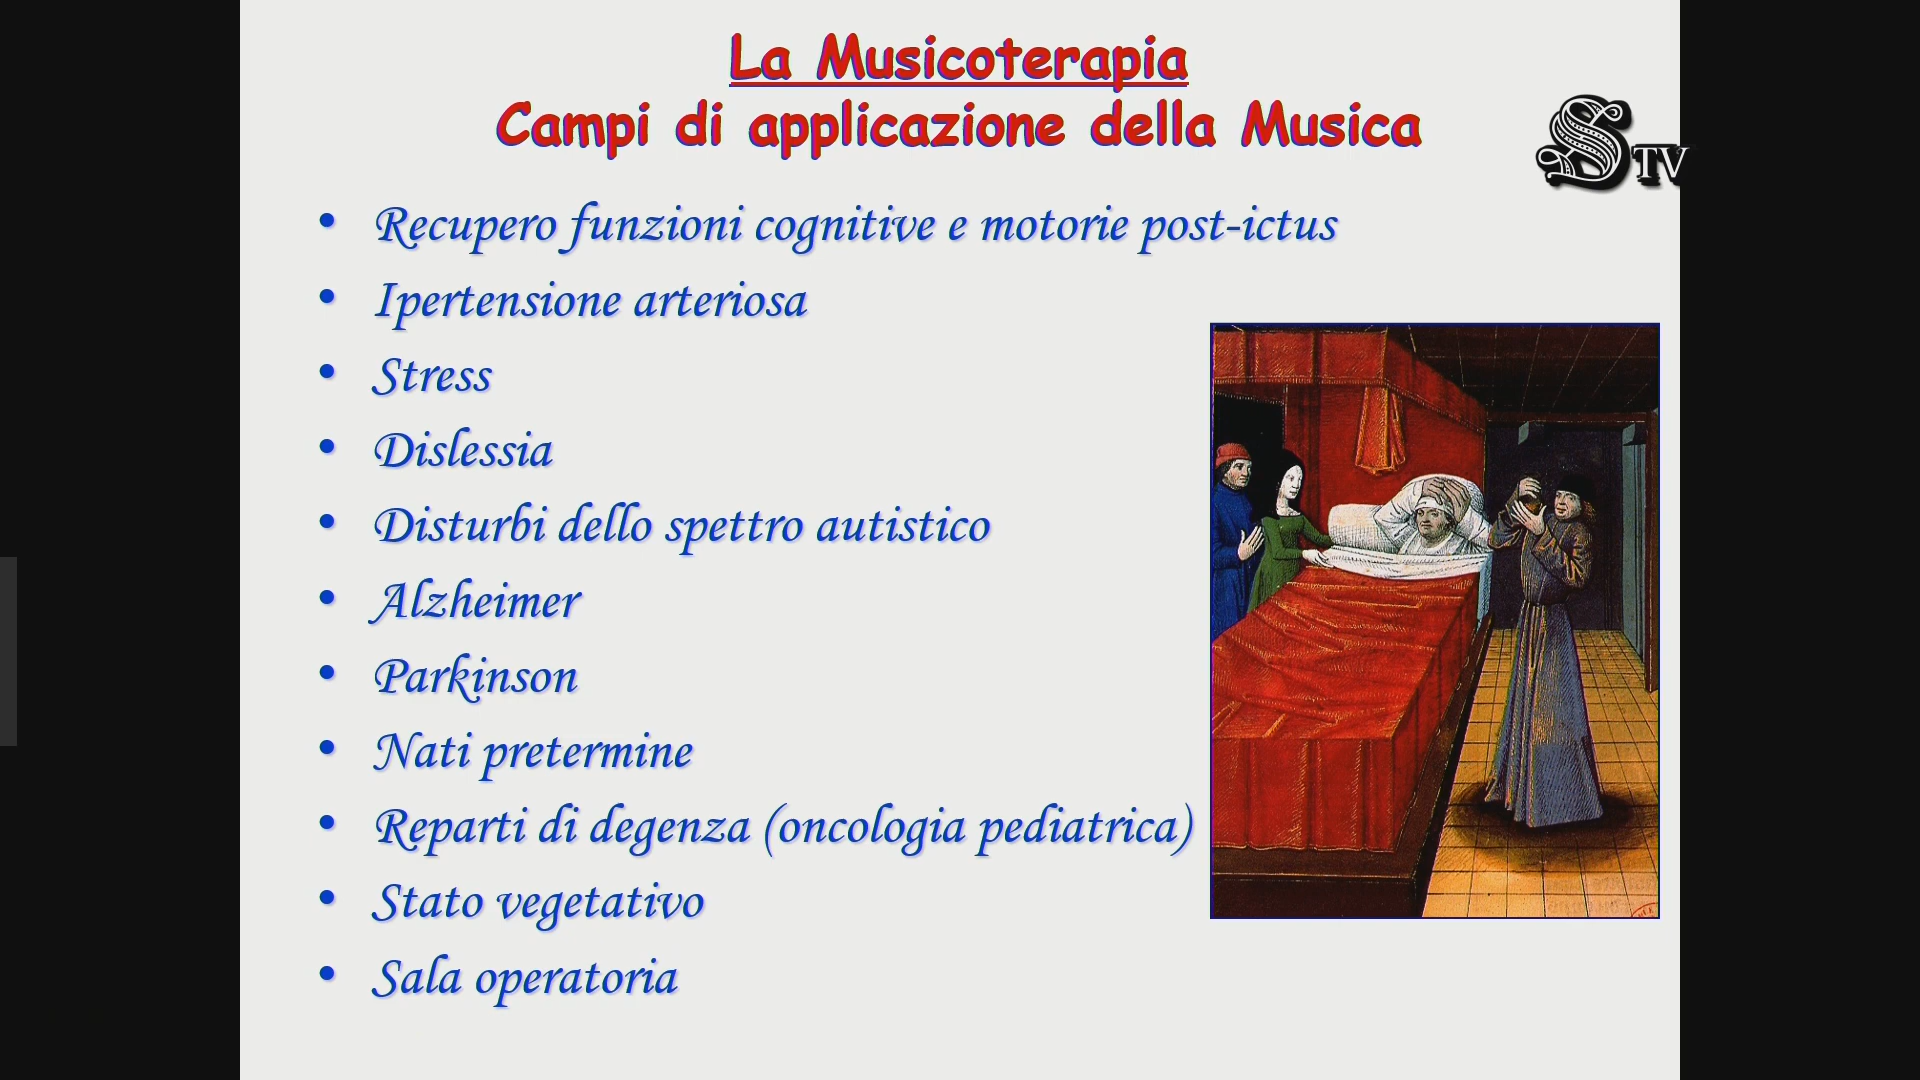 La Musicoterapia
Campi di applicazione della Musica
STV
• Recupero funzioni cognitive e motorie post-ictus
• Ipertensione arteriosa
• Stress
• Dislessia
• Disturbi dello spettro autistico
• Alzheimer
• Parkinson
• Nati pretermine
• Reparti di degenza (oncologia pediatrica)
• Stato vegetativo
• Sala operatoria